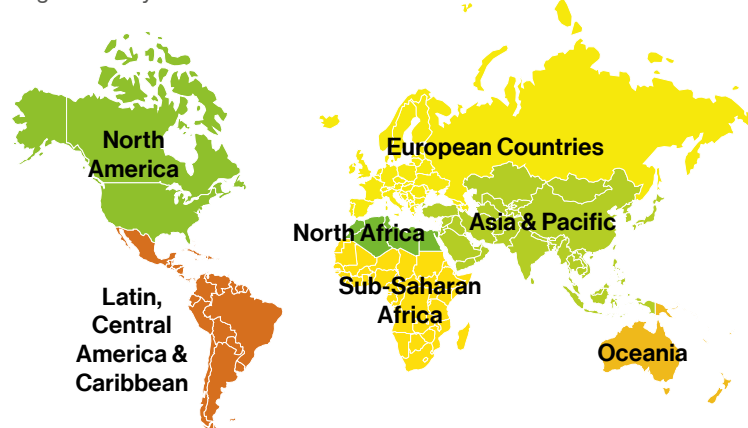 North
America
European Countries
North Africa
Asia & Pacific
Sub-Saharan
Africa
Latin,
Central
America &
Caribbean
Oceania